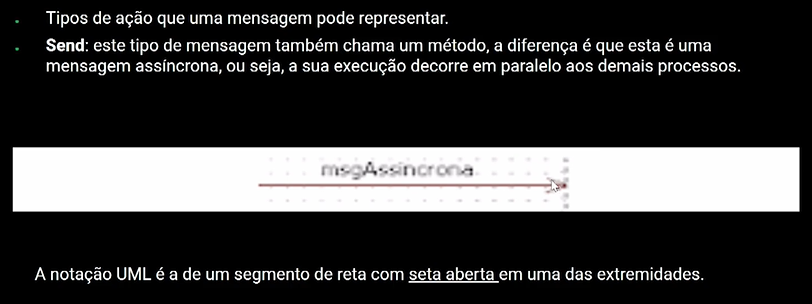 Tipos de ação que uma mensagem pode representar.
Send: este tipo de mensagem também chama um método, a diferença é que esta é uma
mensagem assíncrona, ou seja, a sua execução decorre em paralelo aos demais processos.
msgAssincrona
A notação UML é a de um segmento de reta com seta aberta em uma das extremidades.